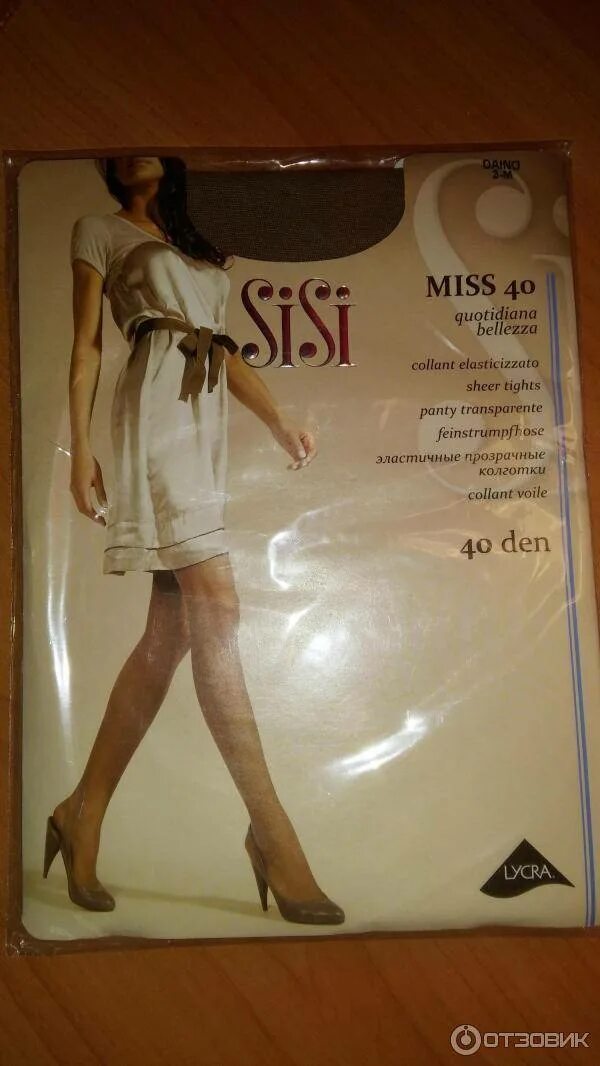 DAINO
3-M
SiSi
MISS 40
quotidiana
bellezza
collant elasticizzato
sheer tights
panty transparente
feinstrumpfhose
эластичные прозрачные
колготки
collant voile
40 den
LYCRA.
ОТЗОВИК